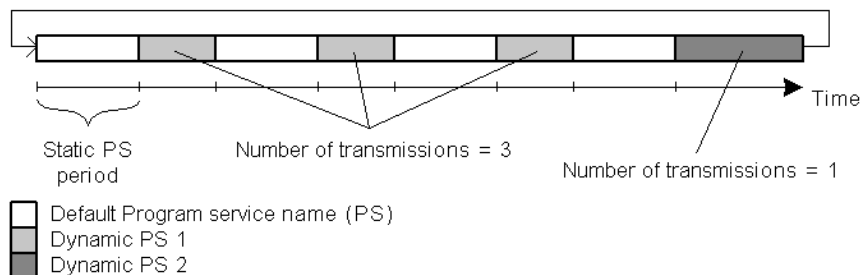 Time
Static PS
period
Number of transmissions = 3
Number of transmissions = 1
Default Program service name (PS)
Dynamic PS 1
Dynamic PS 2